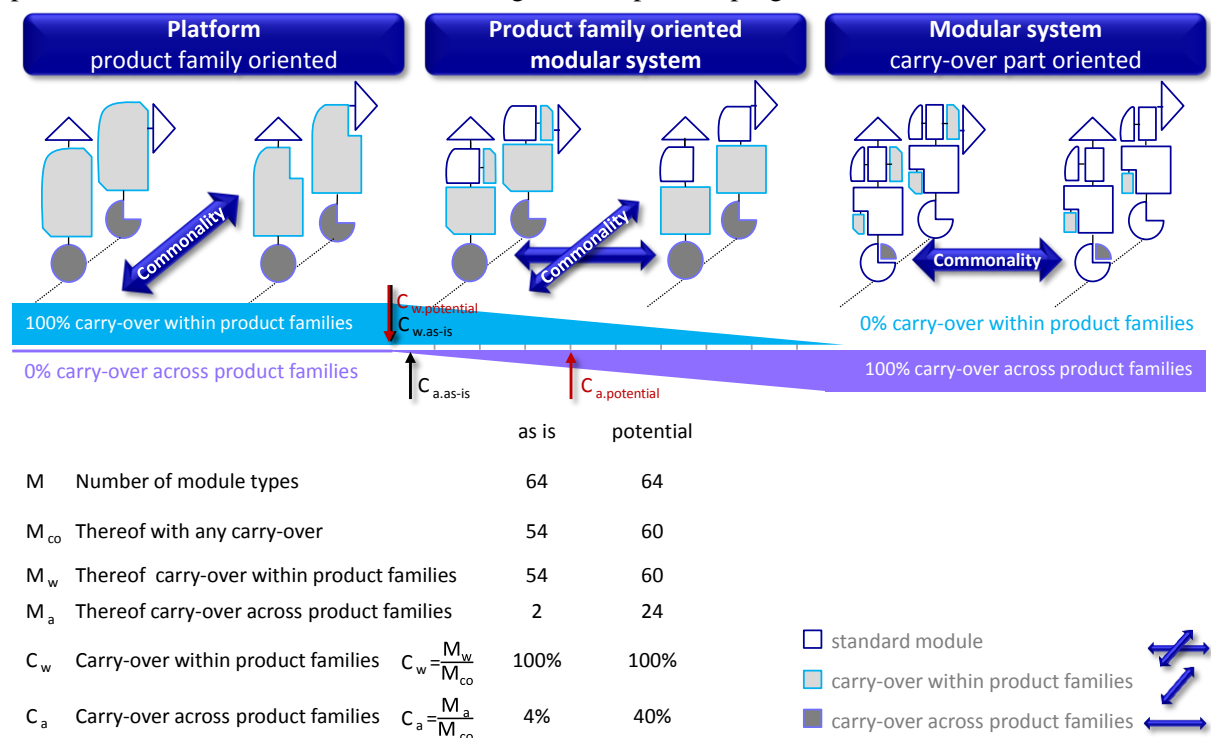 Platform
product family oriented
Product family oriented
modular system
Modular system
carry-over part oriented
Commonality
Commonality
Commonality
C w.potential
100% carry-over within product families
C w.as-is
0% carry-over within product families
0% carry-over across product families
100% carry-over across product families
C a.as-is
C a.potential
as is potential
M Number of module types 64 64
M co Thereof with any carry-over 54 60
M w Thereof carry-over within product families 54 60
M a Thereof carry-over across product families 2 24
C w Carry-over within product families C w = M w / M co 100% 100%
C a Carry-over across product families C a = M a / M co 4% 40%
standard module
carry-over within product families
carry-over across product families